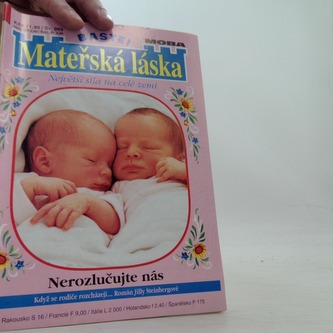 BASTEI MOBA
Mateřská láska
Největší síla na celé zemi
Nerozlučujte nás
Když se rodiče rozcházejí... Román Jilly Steinbergové
Rakousko S 16 / Francie F 9,00 / Itálie L 2 000 / Holandsko f 2,40 / Španělsko P 175